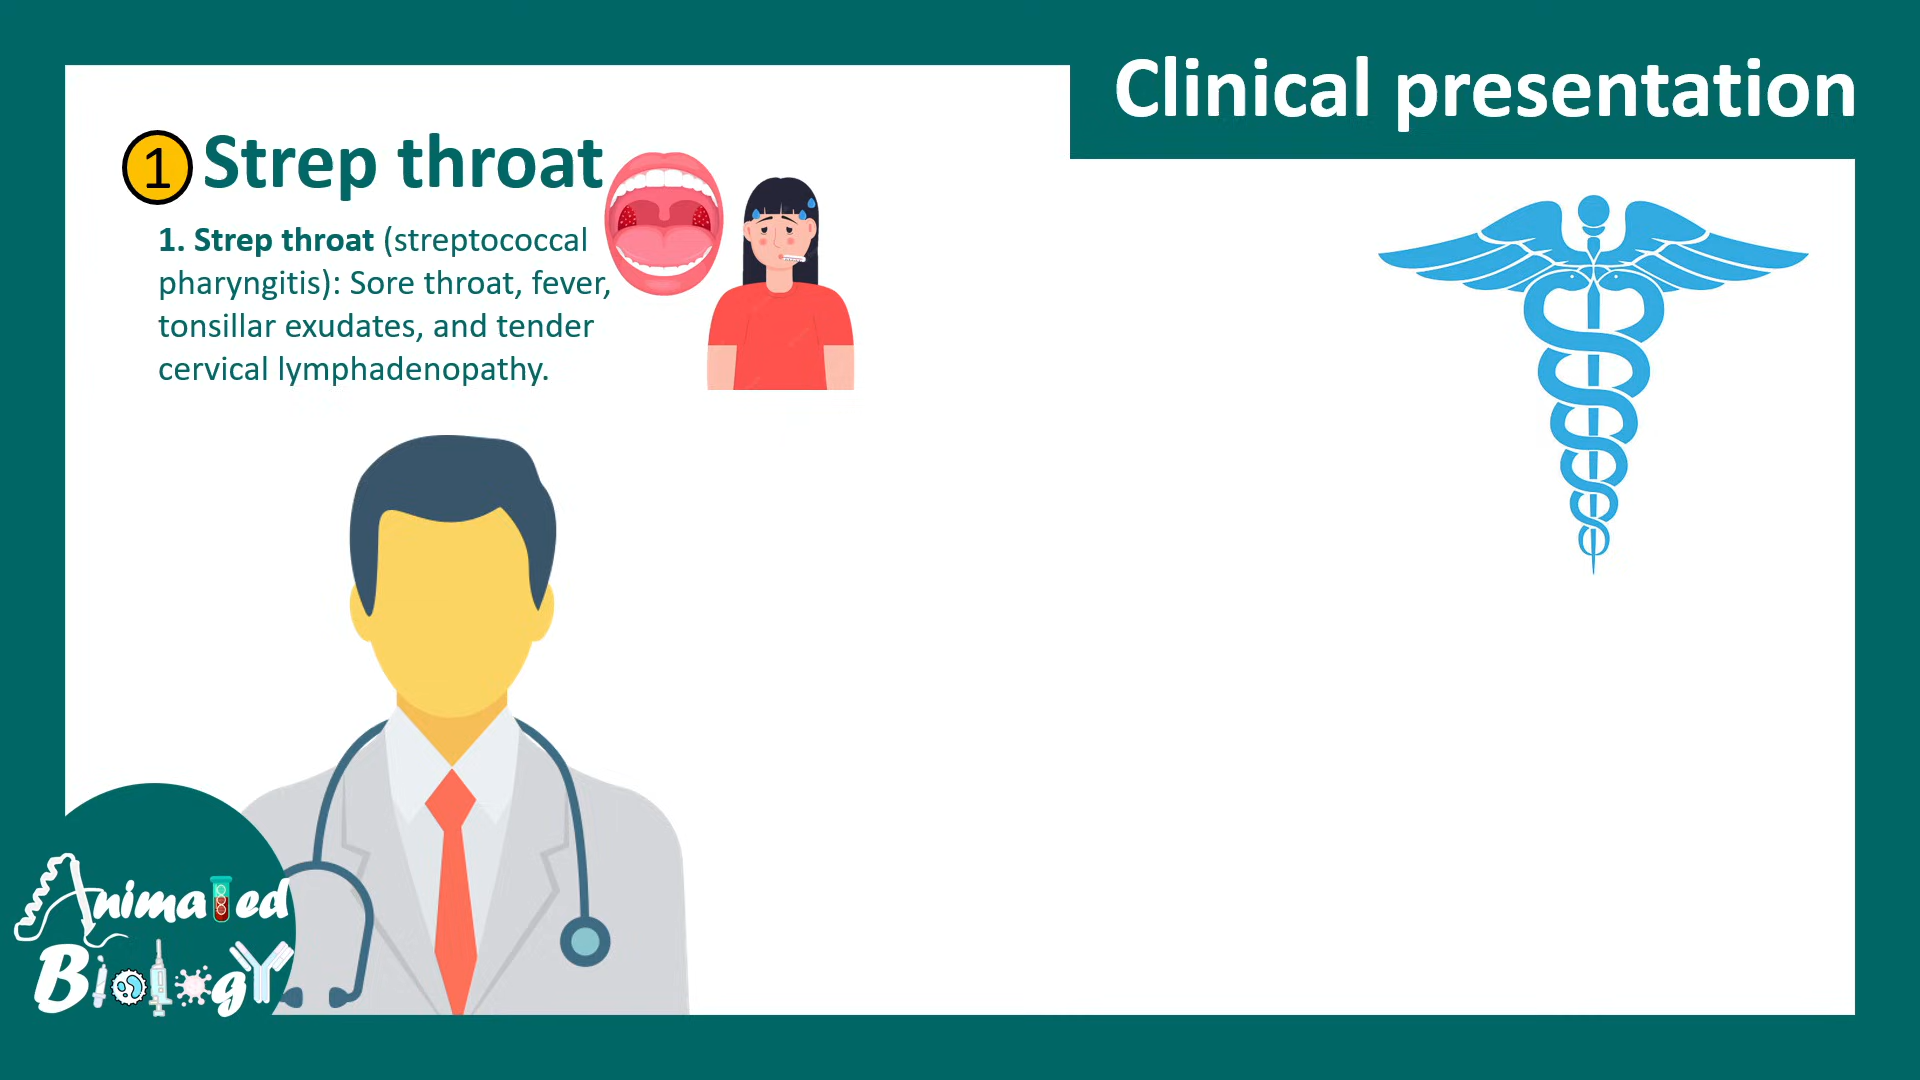 Clinical presentation
1 Strep throat
1. Strep throat (streptococcal
pharyngitis): Sore throat, fever,
tonsillar exudates, and tender
cervical lymphadenopathy.
Animated
Biology